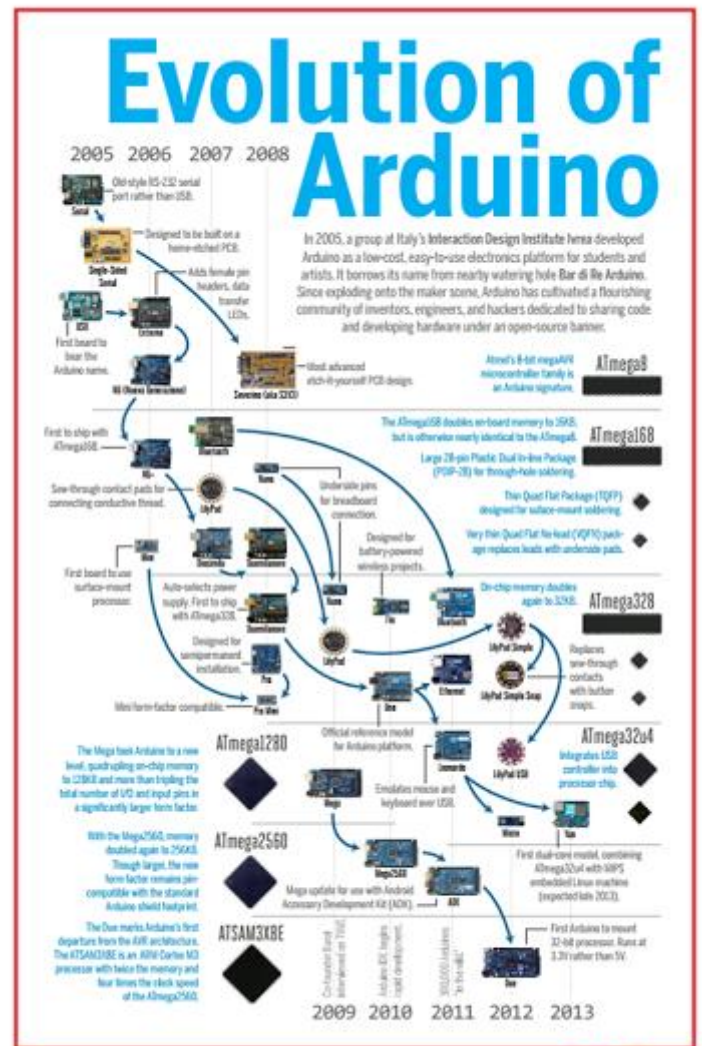 Evolution of
Arduino
2005 2006 2007 2008
In 2005, a group at Italy's Interaction Design Institute Ivrea developed
Arduino as a low-cost, easy-to-use electronics platform for students and
artists. It borrows its name from nearby watering hole Bar di Re Arduino.
Since exploding onto the maker scene, Arduino has cultivated a flourishing
community of inventors, engineers, and hackers dedicated to sharing code
and developing hardware under an open-source banner.
Old-style RS-232 serial
port rather than USB.
Serial
Designed to be built on a
home-etched PCB.
Single-Sided
Serial
Adds female pin
headers, data
transfer
LEDs.
USB
Extreme
First board to
bear the
Arduino name.
NG (Nuova Generazione)
Most advanced
etch-it-yourself PCB design.
Severino (aka S3V3)
Atmel's 8-bit megaAVR
microcontroller family is
an Arduino signature.
ATmega8
First to ship with
ATmega168.
NG+
Bluetooth
The ATmega168 doubles on-board memory to 16KB,
but is otherwise nearly identical to the ATmega8.
ATmega168
Large 28-pin Plastic Dual In-line Package
(PDIP-28) for through-hole soldering.
Sew-through contact pads for
connecting conductive thread.
LilyPad
Nano
Underside pins
for breadboard
connection.
Thin Quad Flat Package (TQFP)
designed for suface-mount soldering.
Very thin Quad Flat No-lead (VQFN) pack-
age replaces leads with underside pads.
Mini
Diecimila
Duemilanove
Designed for
battery-powered
wireless projects.
First board to use
surface-mount
processor.
Auto-selects power
supply. First to ship
with ATmega328.
Duemilanove
Nano
Fio
Bluetooth
On-chip memory doubles
again to 32KB.
ATmega328
Designed for
semipermanent
installation.
Pro
LilyPad
LilyPad Simple
Replaces
sew-through
contacts
with button
snaps.
Ethernet
LilyPad Simple Snap
Uno
Mini form-factor compatible.
Pro Mini
Official reference model
for Arduino platform.
ATmega32u4
Integrates USB
controller into
processor chip.
Leonardo
LilyPad USB
Emulates mouse and
keyboard over USB.
The Mega took Arduino to a new
level, quadrupling on-chip memory
to 128KB and more than tripling the
total number of I/O and input pins in
a significantly larger form factor.
ATmega1280
Mega
Micro
Yún
First dual-core model, combining
ATmega32u4 with MIPS
embedded Linux machine
(expected late 2013).
With the Mega2560, memory
doubled again to 256KB.
Though larger, the new
form factor remains pin-
compatible with the standard
Arduino shield footprint.
ATmega2560
Mega2560
Mega update for use with Android
Accessory Development Kit (ADK).
ADK
The Due marks Arduino's first
departure from the AVR architecture.
The ATSAM3X8E is an ARM Cortex M3
processor with twice the memory and
four times the clock speed
of the ATmega2560.
ATSAM3X8E
First Arduino to mount
32-bit processor. Runs at
3.3V rather than 5V.
Due
Arduino IDE begins
rapid development.
300,000 Arduinos
"in the wild."
2009 2010 2011 2012 2013